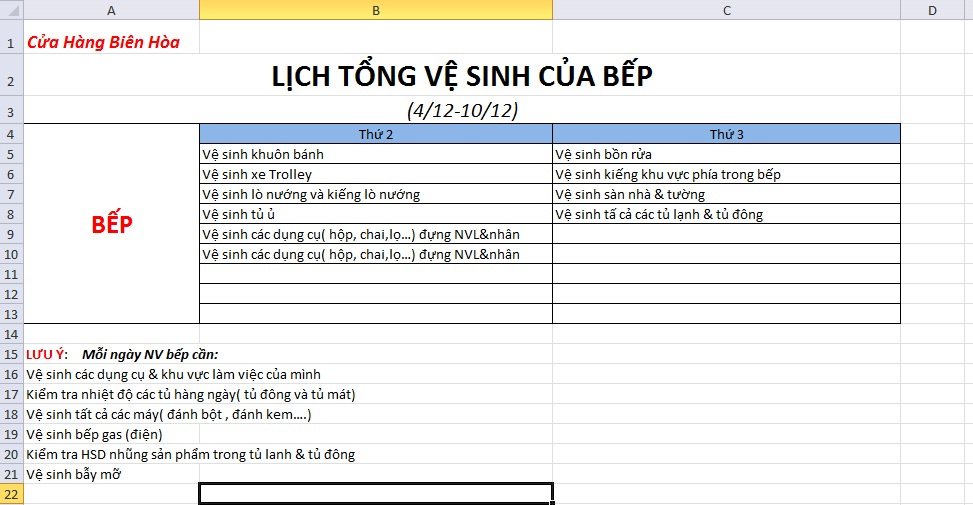 A B C D
1 Cửa Hàng Biên Hòa
2 LỊCH TỔNG VỆ SINH CỦA BẾP
3 (4/12-10/12)
4 Thứ 2 Thứ 3
5 Vệ sinh khuôn bánh Vệ sinh bồn rửa
6 Vệ sinh xe Trolley Vệ sinh kiếng khu vực phía trong bếp
7 Vệ sinh lò nướng và kiếng lò nướng Vệ sinh sàn nhà & tường
8 Vệ sinh tủ ủ Vệ sinh tấ cả các tủ lạnh & tủ đông
BẾP
9 Vệ sinh các dụng cụ( hộp, chai,lọ...) đựng NVL&nhân
10 Vệ sinh các dụng cụ( hộp, chai,lọ...) đựng NVL&nhân
11
12
13
14
15 LƯU Ý: Mỗi ngày NV bếp cần:
16 Vệ sinh các dụng cụ & khu vực làm việc của mình
17 Kiểm tra nhiệt độ các tủ hàng ngày( tủ đông và tủ mát)
18 Vệ sinh tất cả các máy( đánh bột , đánh kem....)
19 Vệ sinh bếp gas (điện)
20 Kiểm tra HSD nhũng sản phẩm trong tủ lanh & tủ đông
21 Vệ sinh bẫy mỡ
22